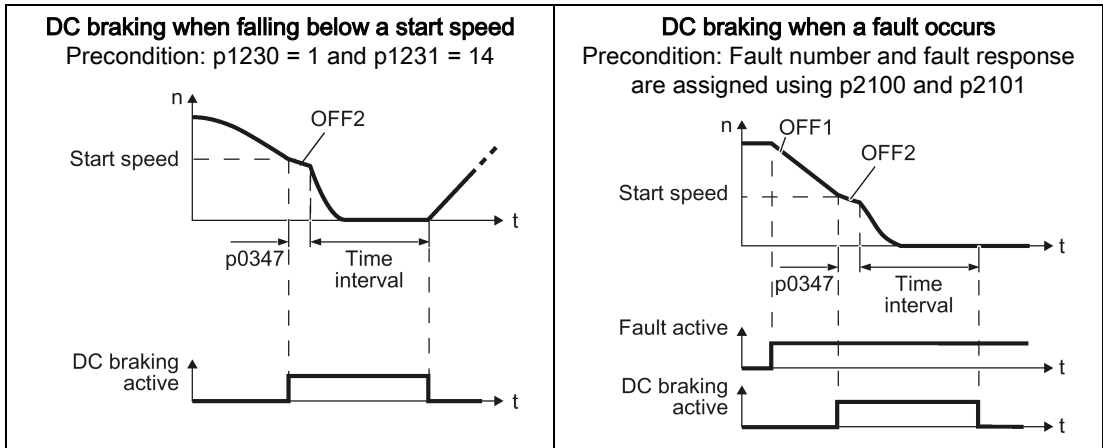 DC braking when falling below a start speed
Precondition: p1230 = 1 and p1231 = 14
n
OFF2
Start speed
t
p0347
Time
interval
DC braking
active
t
DC braking when a fault occurs
Precondition: Fault number and fault response
are assigned using p2100 and p2101
n
OFF1
OFF2
Start speed
t
p0347
Time
interval
Fault active
t
DC braking
active
t